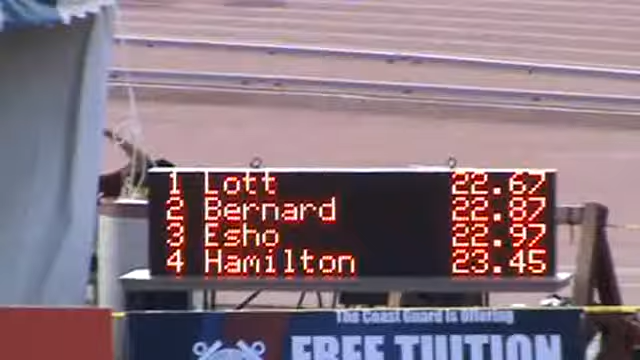 1 Lott 22.67
2 Bernard 22.87
3 Esho 22.97
4 Hamilton 23.45
The Coast Guard Is Offering
FREE TUITION